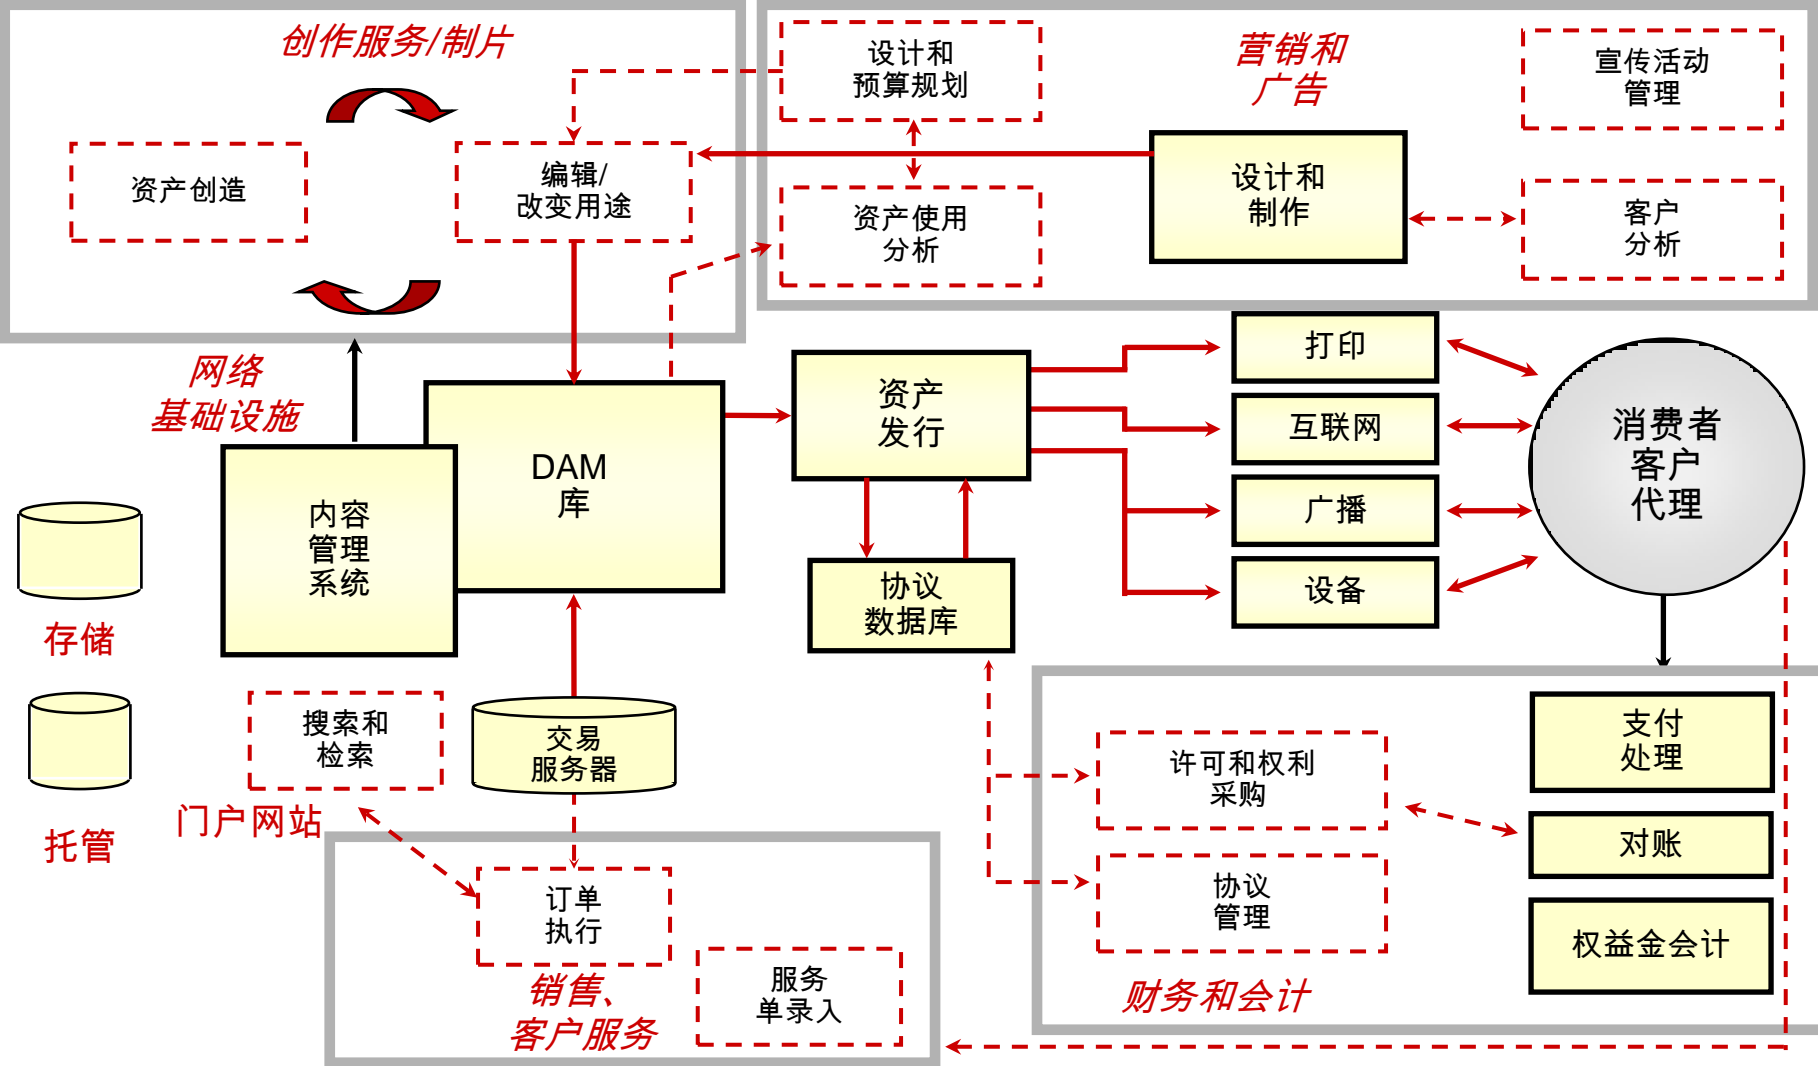 创作服务/制片
资产创造
编辑/
改变用途
设计和
预算规划
资产使用
分析
营销和
广告
设计和
制作
宣传活动
管理
客户
分析
网络
基础设施
内容
管理
系统
DAM
库
资产
发行
协议
数据库
打印
互联网
广播
设备
消费者
客户
代理
存储
托管
搜索和
检索
门户网站
交易
服务器
订单
执行
销售、
客户服务
服务
单录入
许可和权利
采购
协议
管理
财务和会计
支付
处理
对账
权益金会计